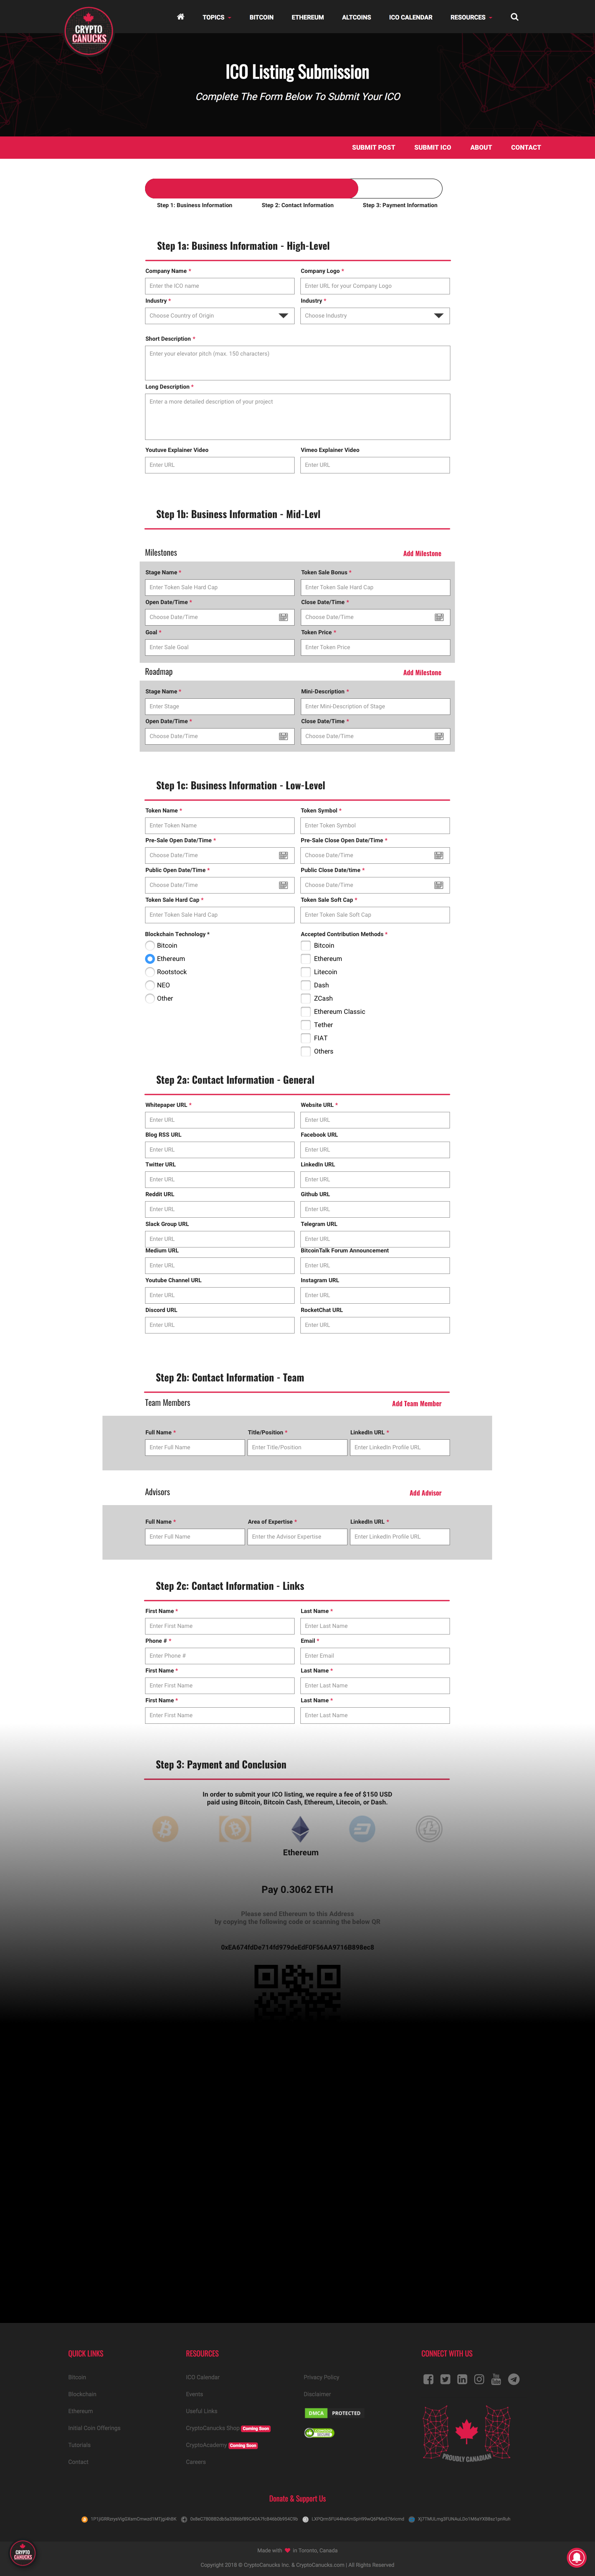 CRYPTO
CANUCKS
TOPICS
BITCOIN
ETHEREUM
ALTCOINS
ICO CALENDAR
RESOURCES
ICO Listing Submission
Complete The Form Below To Submit Your ICO
SUBMIT POST
SUBMIT ICO
ABOUT
CONTACT
Step 1: Business Information
Step 2: Contact Information
Step 3: Payment Information
Step 1a: Business Information - High-Level
Company Name *
Company Logo *
Enter the ICO name
Enter URL for your Company Logo
Industry *
Industry *
Choose Country of Origin
Choose Industry
Short Description *
Enter your elevator pitch (max. 150 characters)
Long Description *
Enter a more detailed description of your project
Youtuve Explainer Video
Vimeo Explainer Video
Enter URL
Enter URL
Step 1b: Business Information - Mid-Levl
Milestones
Add Milestone
Stage Name *
Token Sale Bonus *
Enter Token Sale Hard Cap
Enter Token Sale Hard Cap
Open Date/Time *
Close Date/Time *
Choose Date/Time
Choose Date/Time
Goal *
Token Price *
Enter Sale Goal
Enter Token Price
Roadmap
Add Milestone
Stage Name *
Mini-Description *
Enter Stage
Enter Mini-Description of Stage
Open Date/Time *
Close Date/Time *
Choose Date/Time
Choose Date/Time
Step 1c: Business Information - Low-Level
Token Name *
Token Symbol *
Enter Token Name
Enter Token Symbol
Pre-Sale Open Date/Time *
Pre-Sale Close Open Date/Time *
Choose Date/Time
Choose Date/Time
Public Open Date/Time *
Public Close Date/time *
Choose Date/Time
Choose Date/Time
Token Sale Hard Cap *
Token Sale Soft Cap *
Enter Token Sale Hard Cap
Enter Token Sale Soft Cap
Blockchain Technology *
Accepted Contribution Methods *
Bitcoin
Bitcoin
Ethereum
Ethereum
Rootstock
Litecoin
NEO
Dash
Other
ZCash
Ethereum Classic
Tether
FIAT
Others
Step 2a: Contact Information - General
Whitepaper URL *
Website URL *
Enter URL
Enter URL
Blog RSS URL
Facebook URL
Enter URL
Enter URL
Twitter URL
LinkedIn URL
Enter URL
Enter URL
Reddit URL
Github URL
Enter URL
Enter URL
Slack Group URL
Telegram URL
Enter URL
Enter URL
Medium URL
BitcoinTalk Forum Announcement
Enter URL
Enter URL
Youtube Channel URL
Instagram URL
Enter URL
Enter URL
Discord URL
RocketChat URL
Enter URL
Enter URL
Step 2b: Contact Information - Team
Team Members
Add Team Member
Full Name *
Title/Position *
LinkedIn URL *
Enter Full Name
Enter Title/Position
Enter LinkedIn Profile URL
Advisors
Add Advisor
Full Name *
Area of Expertise *
LinkedIn URL *
Enter Full Name
Enter the Advisor Expertise
Enter LinkedIn Profile URL
Step 2c: Contact Information - Links
First Name *
Last Name *
Enter First Name
Enter Last Name
Phone # *
Email *
Enter Phone #
Enter Email
First Name *
Last Name *
Enter First Name
Enter Last Name
First Name *
Last Name *
Enter First Name
Enter Last Name
Step 3: Payment and Conclusion
In order to submit your ICO listing, we require a fee of $150 USD
paid using Bitcoin, Bitcoin Cash, Ethereum, Litecoin, or Dash.
Ethereum
Pay 0.3062 ETH
Please send Ethereum to this Address
by copying the following code or scanning the below QR
QUICK LINKS
RESOURCES
CONNECT WITH US
Bitcoin
ICO Calendar
Privacy Policy
Blockchain
Events
Disclaimer
Ethereum
Useful Links
DMCA PROTECTED
Initial Coin Offerings
CryptoCanucks Shop Coming Soon
Tutorials
CryptoAcademy Coming Soon
Contact
Careers
PROUDLY CANADIAN
Donate & Support Us
Made with in Toronto, Canada
CRYPTO
CANUCKS
Copyright 2018 © CryptoCanucks Inc. & CryptoCanucks.com | All Rights Reserved